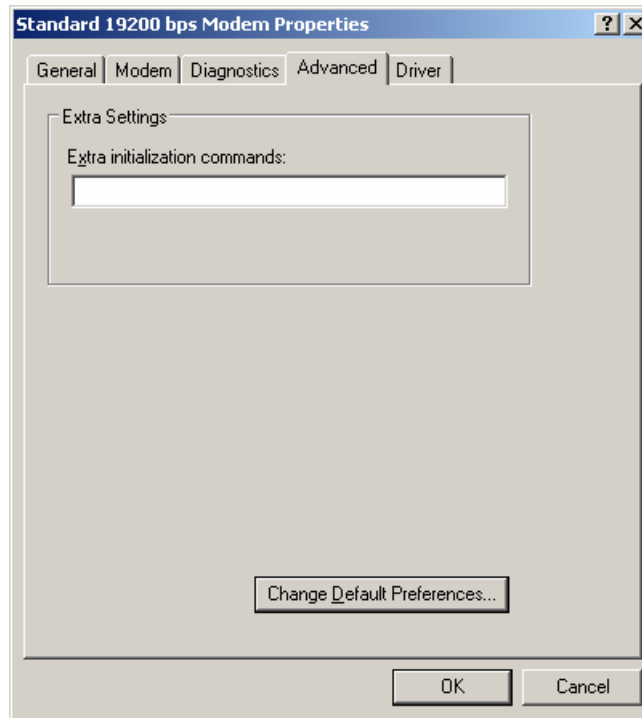 Standard 19200 bps Modem Properties ? X
General Modem Diagnostics Advanced Driver
Extra Settings
Extra initialization commands:
Change Default Preferences...
OK Cancel